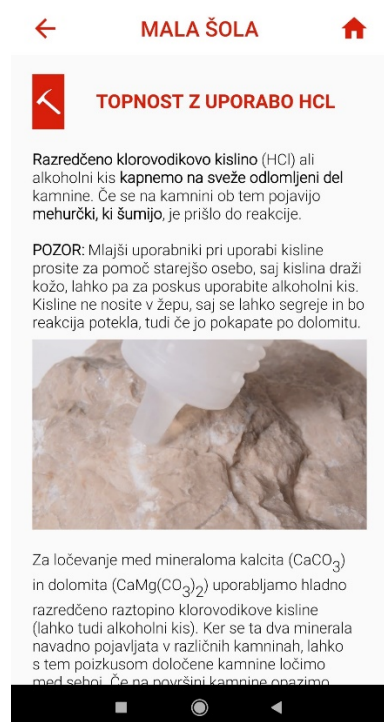 MALA ŠOLA
TOPNOST Z UPORABO HCL
Razredčeno klorovodikovo kislino (HCl) ali
alkoholni kis kapnemo na sveže odlomljeni del
kamnine. Če se na kamnini ob tem pojavijo
mehurčki, ki šumijo, je prišlo do reakcije.
POZOR: Mlajši uporabniki pri uporabi kisline
prosite za pomoč starejšo osebo, saj kislina draži
kožo, lahko pa za poskus uporabite alkoholni kis.
Kisline ne nosite v žepu, saj se lahko segreje in bo
reakcija potekla, tudi če jo pokapate po dolomitu.
Za ločevanje med mineraloma kalcita (CaCO₃)
in dolomita (CaMg(CO₃)₂) uporabljamo hladno
razredčeno raztopino klorovodikove kisline
(lahko tudi alkoholni kis). Ker se ta dva minerala
navadno pojavljata v različnih kamninah, lahko
s tem poizkusom določene kamnine ločimo
med seboj. Če na površini kamnine opazimo